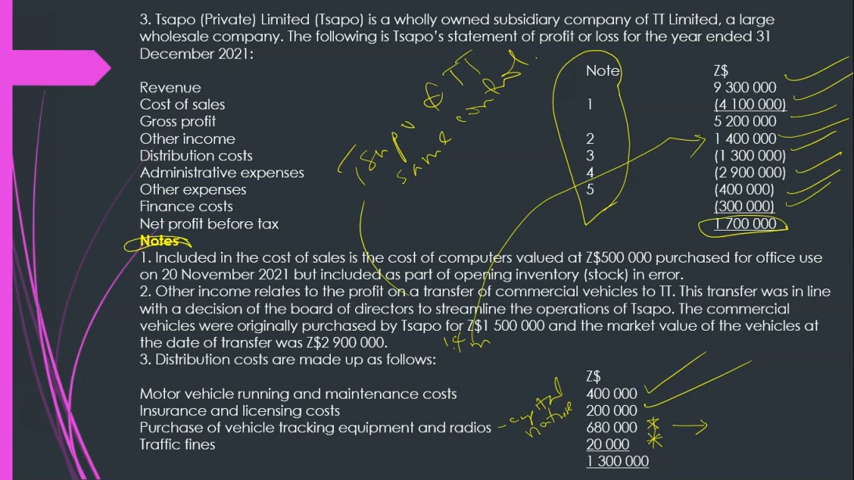 3. Tsapo (Private) Limited (Tsapo) is a wholly owned subsidiary company of TT Limited, a large
wholesale company. The following is Tsapo's statement of profit or loss for the year ended 31
December 2021:
Note Z$
Revenue 9 300 000
Cost of sales 1 (4 100 000)
Gross profit 5 200 000
Other income 2 1 400 000
Distribution costs 3 (1 300 000)
Administrative expenses 4 (2 900 000)
Other expenses 5 (400 000)
Finance costs (300 000)
Net profit before tax 1 700 000
Tsapo & TT
same control
Notes
1. Included in the cost of sales is the cost of computers valued at Z$500 000 purchased for office use
on 20 November 2021 but included as part of opening inventory (stock) in error.
2. Other income relates to the profit on a transfer of commercial vehicles to TT. This transfer was in line
with a decision of the board of directors to streamline the operations of Tsapo. The commercial
vehicles were originally purchased by Tsapo for Z$1 500 000 and the market value of the vehicles at
the date of transfer was Z$2 900 000.
1.4m
3. Distribution costs are made up as follows:
Z$
Motor vehicle running and maintenance costs 400 000
Insurance and licensing costs 200 000
Purchase of vehicle tracking equipment and radios - capital nature 680 000 *
Traffic fines 20 000 *
1 300 000